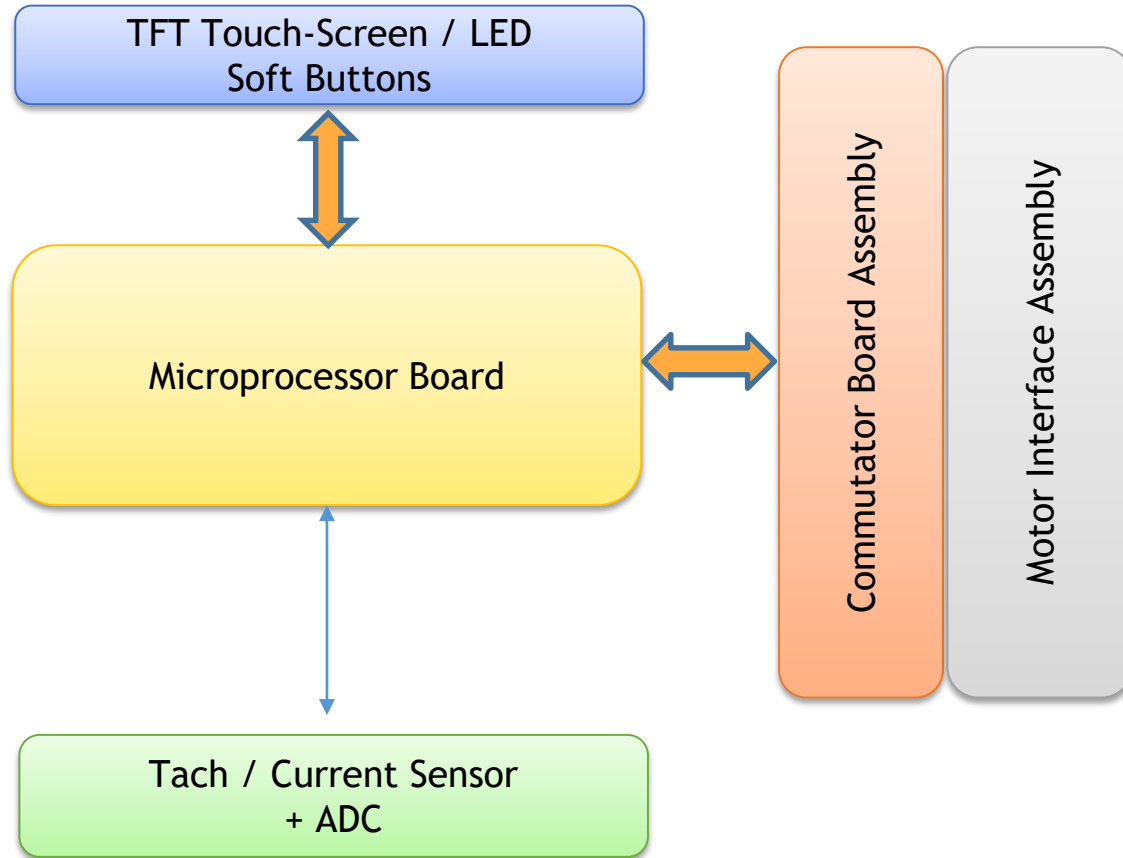 TFT Touch-Screen / LED
Soft Buttons
Microprocessor Board
Commutator Board Assembly
Motor Interface Assembly
Tach / Current Sensor
+ ADC